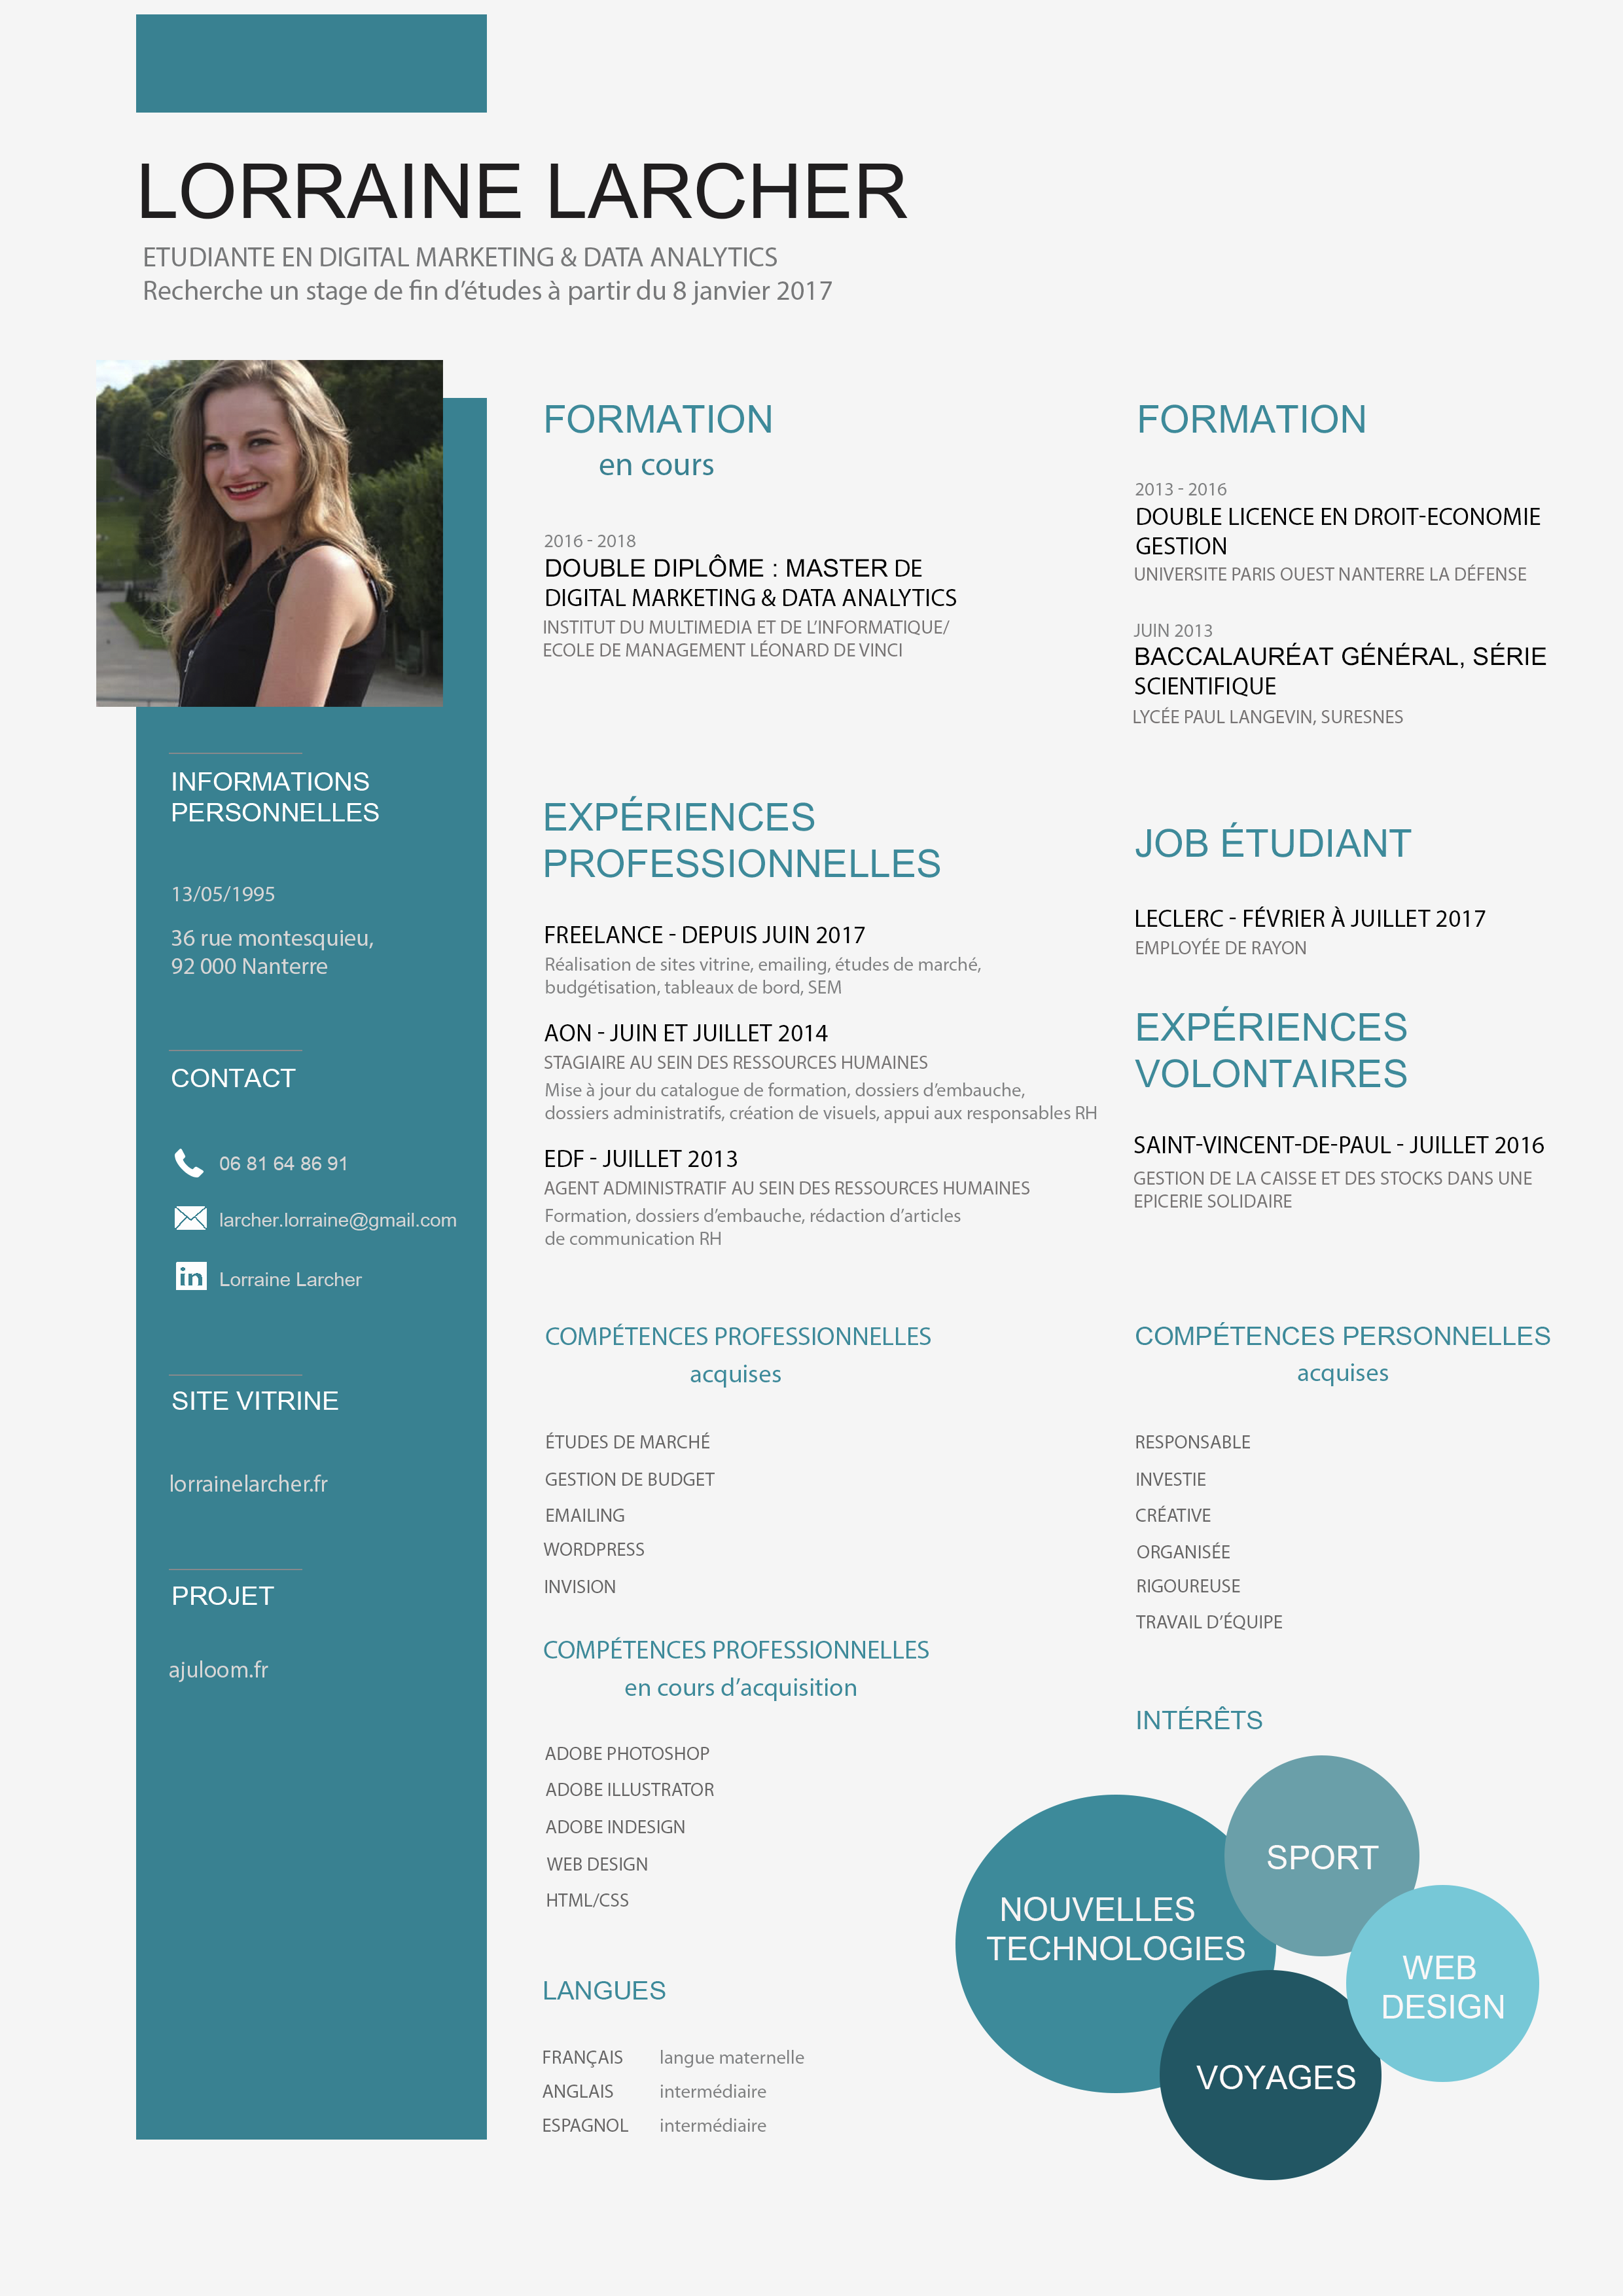 LORRAINE LARCHER
ETUDIANTE EN DIGITAL MARKETING & DATA ANALYTICS
Recherche un stage de fin d’études à partir du 8 janvier 2017
INFORMATIONS
PERSONNELLES
13/05/1995
36 rue montesquieu,
92 000 Nanterre
CONTACT
06 81 64 86 91
larcher.lorraine@gmail.com
in
Lorraine Larcher
SITE VITRINE
lorrainelarcher.fr
PROJET
ajuloom.fr
FORMATION
en cours
2016 - 2018
DOUBLE DIPLÔME : MASTER DE
DIGITAL MARKETING & DATA ANALYTICS
INSTITUT DU MULTIMEDIA ET DE L’INFORMATIQUE/
ECOLE DE MANAGEMENT LÉONARD DE VINCI
EXPÉRIENCES
PROFESSIONNELLES
FREELANCE - DEPUIS JUIN 2017
Réalisation de sites vitrine, emailing, études de marché,
budgétisation, tableaux de bord, SEM
AON - JUIN ET JUILLET 2014
STAGIAIRE AU SEIN DES RESSOURCES HUMAINES
Mise à jour du catalogue de formation, dossiers d’embauche,
dossiers administratifs, création de visuels, appui aux responsables RH
EDF - JUILLET 2013
AGENT ADMINISTRATIF AU SEIN DES RESSOURCES HUMAINES
Formation, dossiers d’embauche, rédaction d’articles
de communication RH
COMPÉTENCES PROFESSIONNELLES
acquises
ÉTUDES DE MARCHÉ
GESTION DE BUDGET
EMAILING
WORDPRESS
INVISION
COMPÉTENCES PROFESSIONNELLES
en cours d’acquisition
ADOBE PHOTOSHOP
ADOBE ILLUSTRATOR
ADOBE INDESIGN
WEB DESIGN
HTML/CSS
LANGUES
FRANÇAIS langue maternelle
ANGLAIS intermédiaire
ESPAGNOL intermédiaire
FORMATION
2013 - 2016
DOUBLE LICENCE EN DROIT-ECONOMIE
GESTION
UNIVERSITE PARIS OUEST NANTERRE LA DÉFENSE
JUIN 2013
BACCALAURÉAT GÉNÉRAL, SÉRIE
SCIENTIFIQUE
LYCÉE PAUL LANGEVIN, SURESNES
JOB ÉTUDIANT
LECLERC - FÉVRIER À JUILLET 2017
EMPLOYÉE DE RAYON
EXPÉRIENCES
VOLONTAIRES
SAINT-VINCENT-DE-PAUL - JUILLET 2016
GESTION DE LA CAISSE ET DES STOCKS DANS UNE
EPICERIE SOLIDAIRE
COMPÉTENCES PERSONNELLES
acquises
RESPONSABLE
INVESTIE
CRÉATIVE
ORGANISÉE
RIGOUREUSE
TRAVAIL D’ÉQUIPE
INTÉRÊTS
SPORT
NOUVELLES
TECHNOLOGIES
WEB
DESIGN
VOYAGES